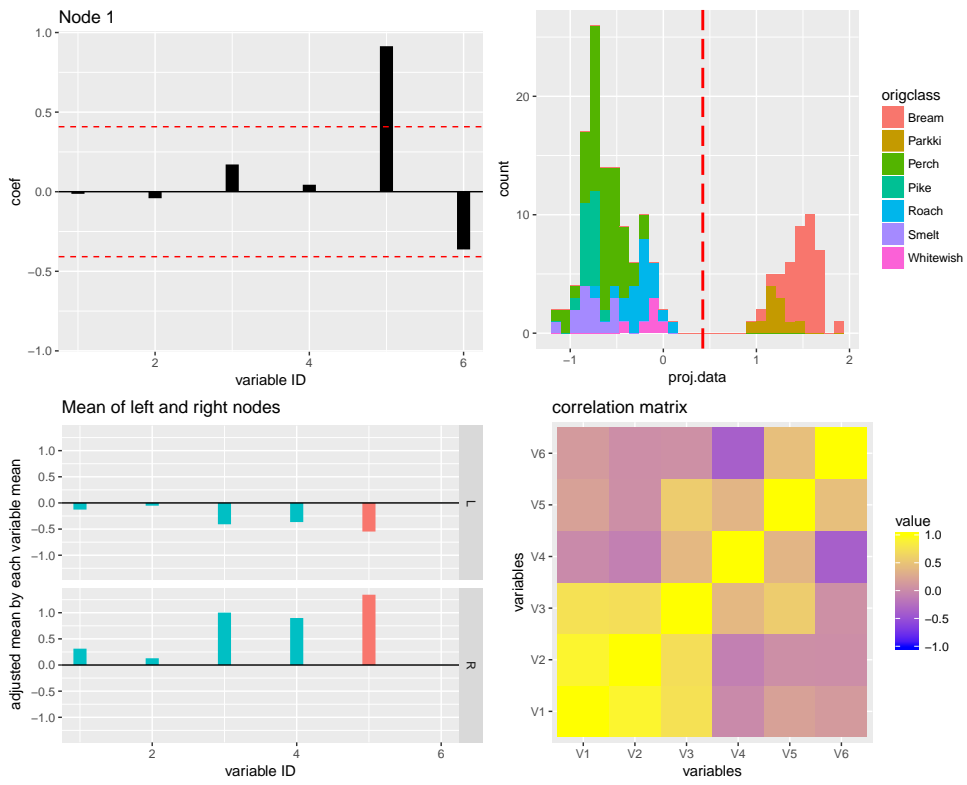 Node 1
1.0
0.5
0.0
−0.5
−1.0
coef
2
4
6
variable ID
20
10
0
count
−1
0
1
2
proj.data
origclass
Bream
Parkki
Perch
Pike
Roach
Smelt
Whitewish
Mean of left and right nodes
adjusted mean by each variable mean
1.0
0.5
0.0
−0.5
−1.0
L
1.0
0.5
0.0
−0.5
−1.0
R
2
4
6
variable ID
correlation matrix
variables
V6
V5
V4
V3
V2
V1
V1
V2
V3
V4
V5
V6
variables
value
1.0
0.5
0.0
−0.5
−1.0